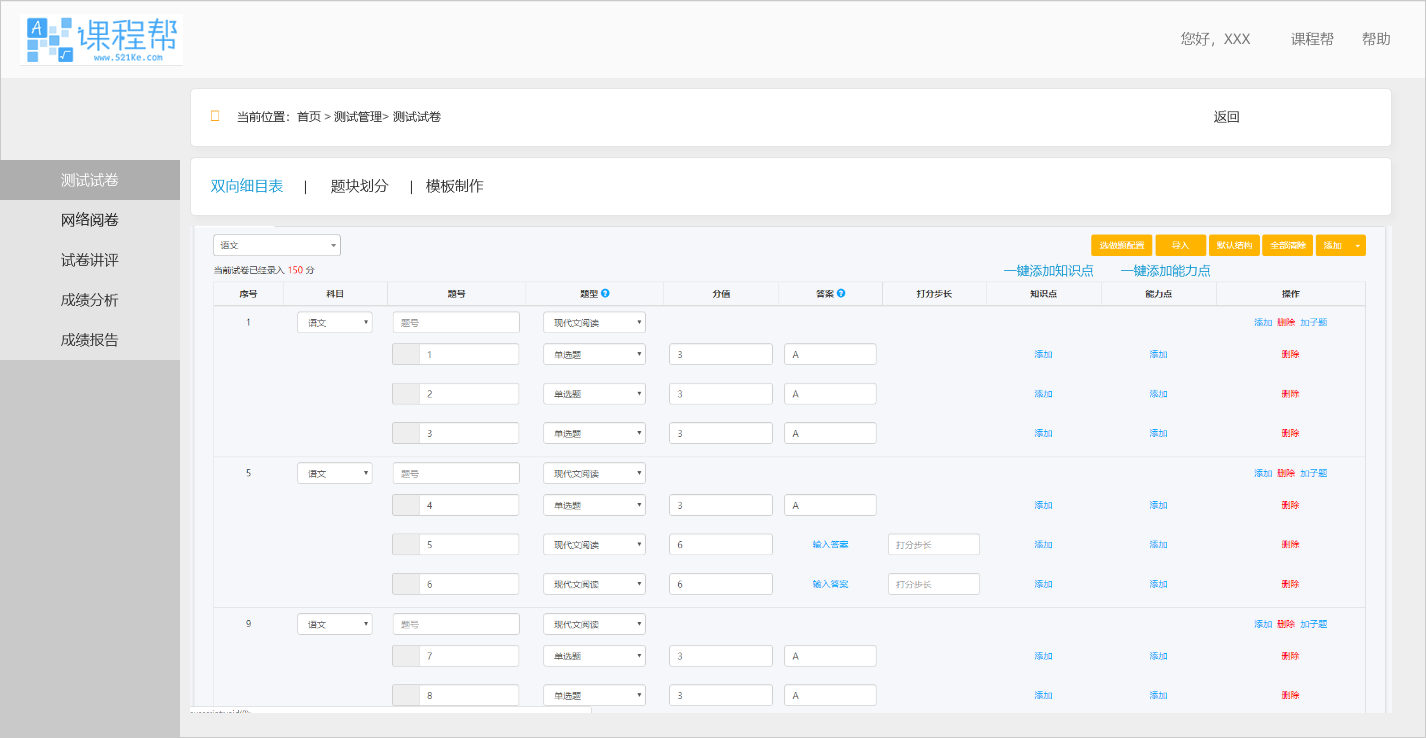 A 课程帮
www.521Ke.com
您好，XXX 课程帮 帮助
当前位置：首页 > 测试管理> 测试试卷 返回
测试试卷
网络阅卷
试卷讲评
成绩分析
成绩报告
双向细目表 | 题块划分 | 模板制作
语文 选做题配置 导入 默认结构 全部清除 添加
当前试卷已经录入 150 分 一键添加知识点 一键添加能力点
序号 科目 题号 题型 ? 分值 答案 ? 打分步长 知识点 能力点 操作
1 语文 题号 现代文阅读 添加 删除 加子题
1 单选题 3 A 添加 添加 删除
2 单选题 3 A 添加 添加 删除
3 单选题 3 A 添加 添加 删除
5 语文 题号 现代文阅读 添加 删除 加子题
4 单选题 3 A 添加 添加 删除
5 现代文阅读 6 输入答案 打分步长 添加 添加 删除
6 现代文阅读 6 输入答案 打分步长 添加 添加 删除
9 语文 题号 现代文阅读 添加 删除 加子题
7 单选题 3 A 添加 添加 删除
8 单选题 3 A 添加 添加 删除